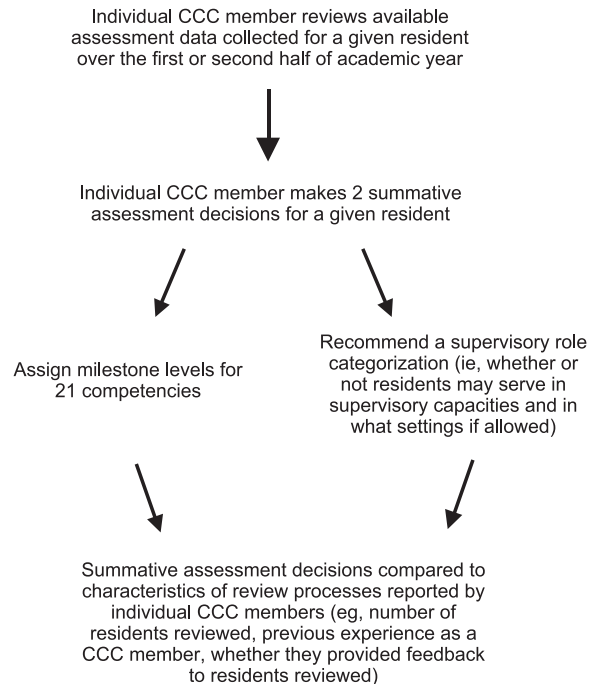 Individual CCC member reviews available
assessment data collected for a given resident
over the first or second half of academic year
Individual CCC member makes 2 summative
assessment decisions for a given resident
Assign milestone levels for
21 competencies
Recommend a supervisory role
categorization (ie, whether or
not residents may serve in
supervisory capacities and in
what settings if allowed)
Summative assessment decisions compared to
characteristics of review processes reported by
individual CCC members (eg, number of
residents reviewed, previous experience as a
CCC member, whether they provided feedback
to residents reviewed)